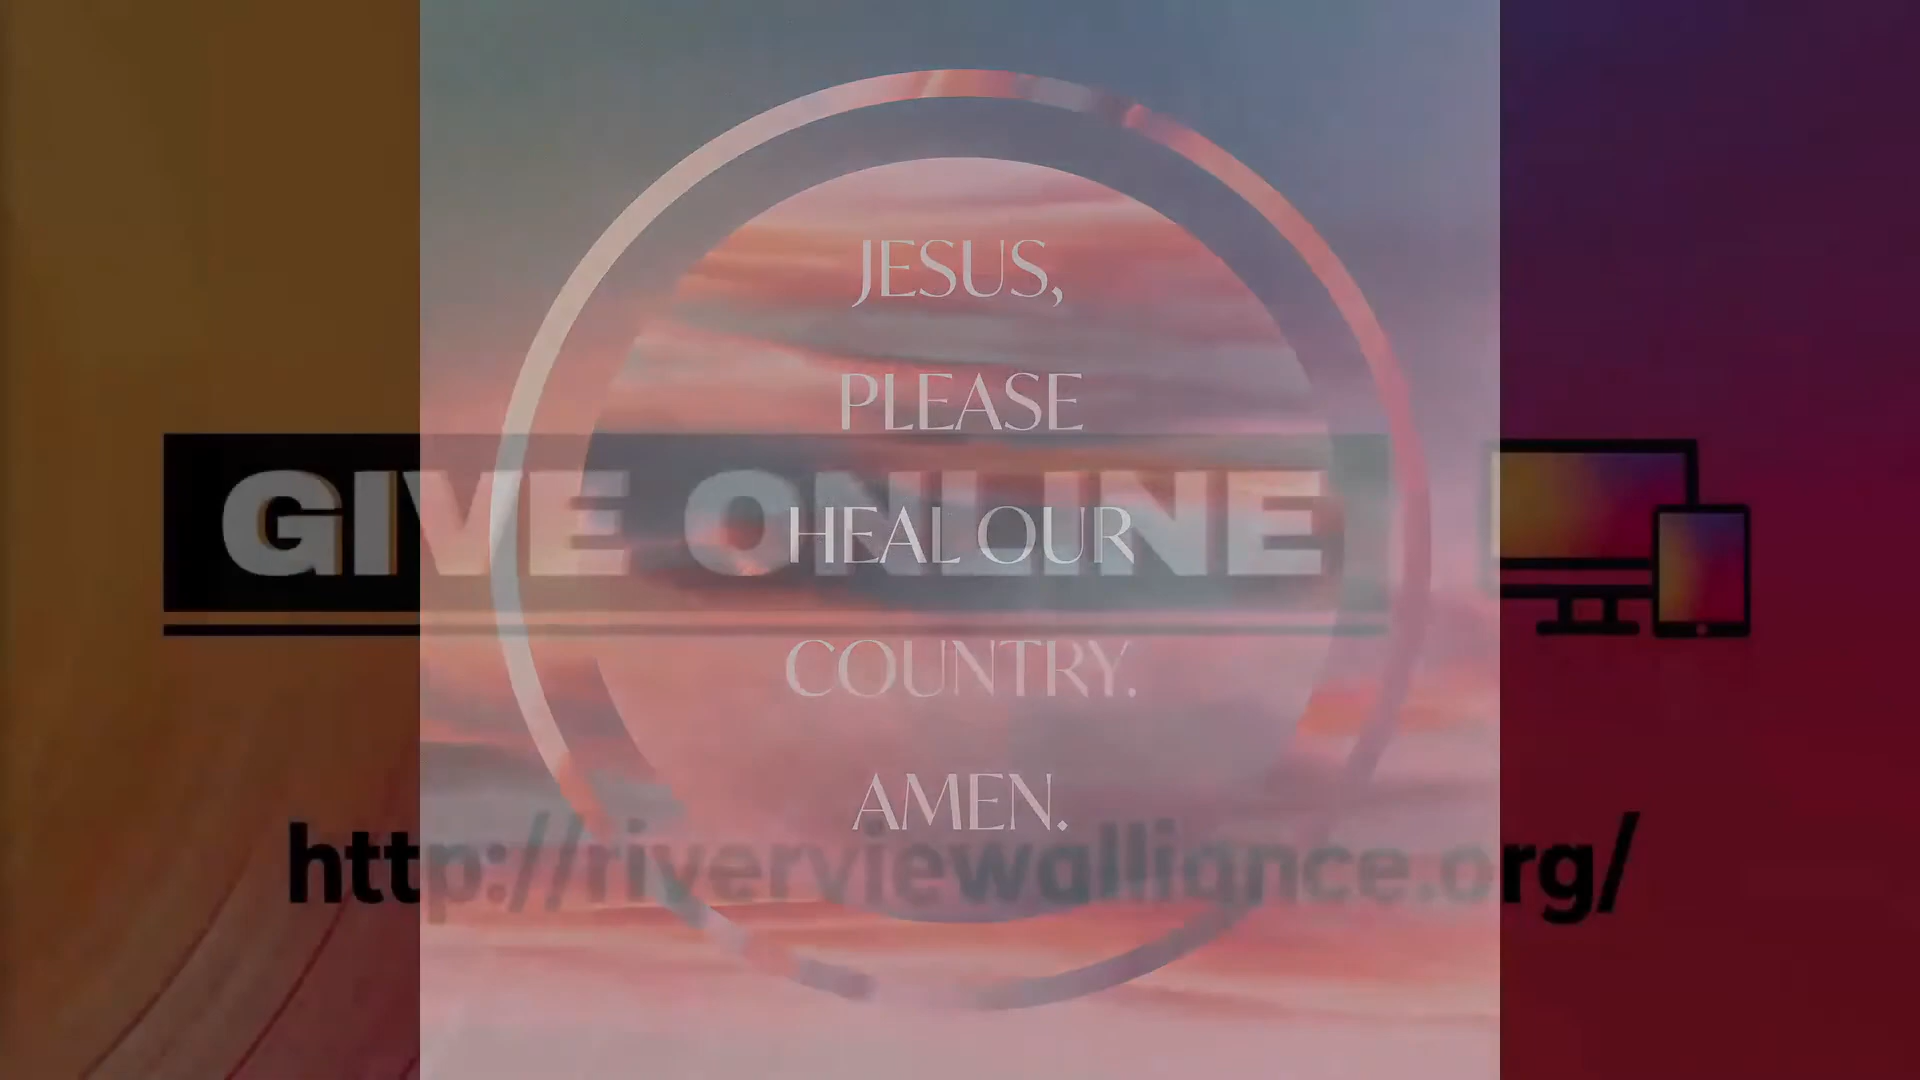 JESUS,
PLEASE
HEAL OUR
COUNTRY.
AMEN.
GIVE ONLINE
http://riverviewalliance.org/